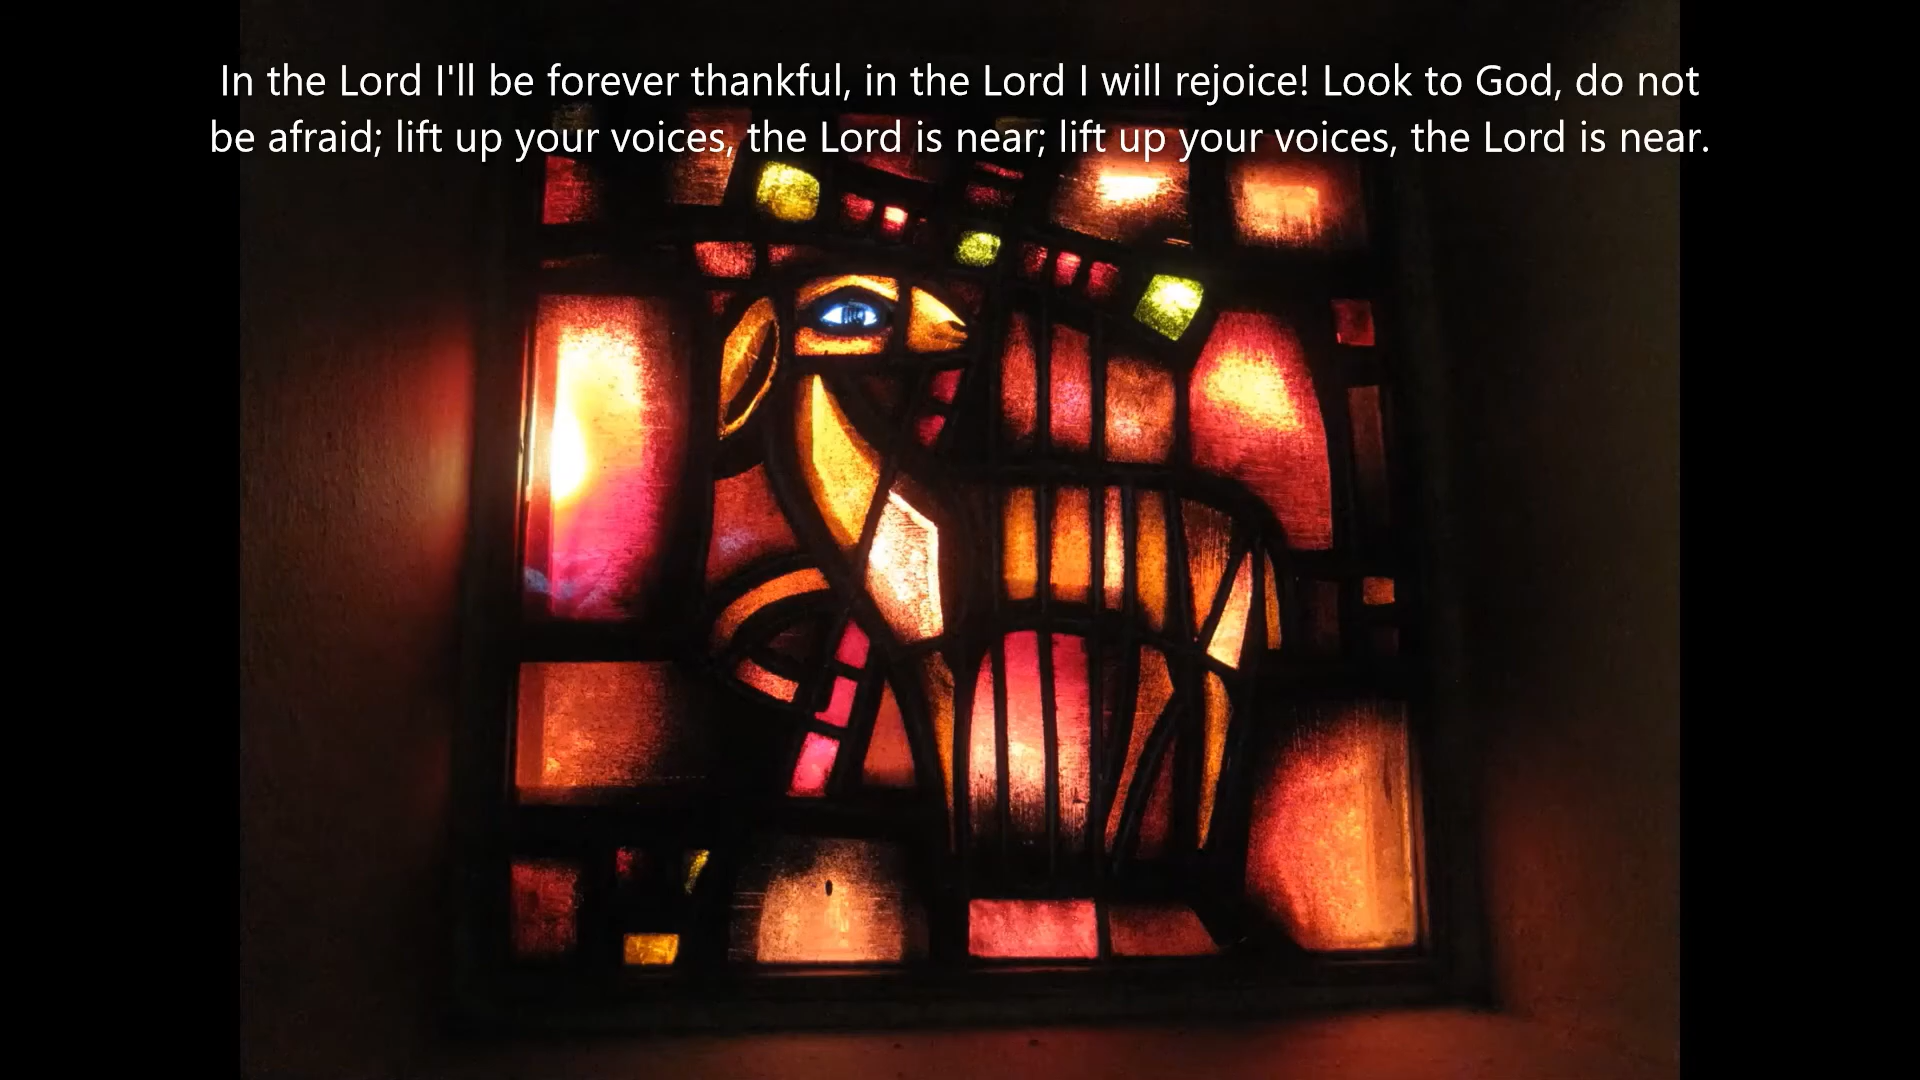 In the Lord I'll be forever thankful, in the Lord I will rejoice! Look to God, do not
be afraid; lift up your voices, the Lord is near; lift up your voices, the Lord is near.